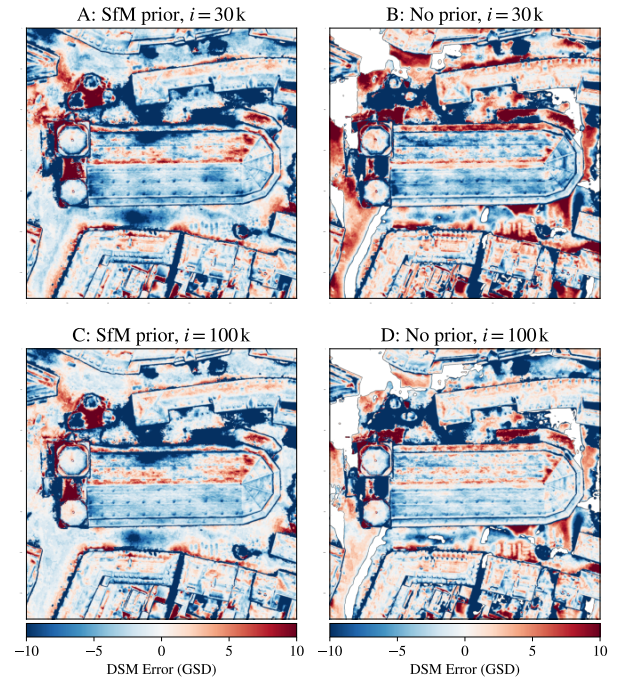 A: SfM prior, i = 30 k
B: No prior, i = 30 k
C: SfM prior, i = 100 k
D: No prior, i = 100 k
−10 −5 0 5 10
DSM Error (GSD)
−10 −5 0 5 10
DSM Error (GSD)